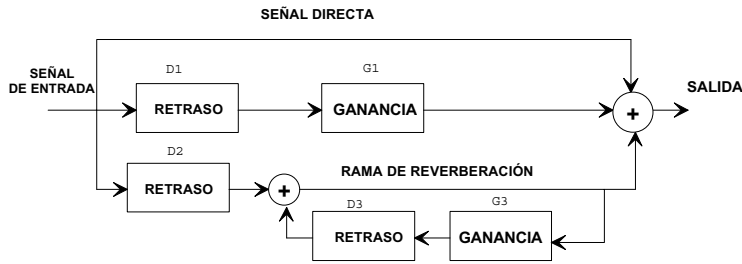 SEÑAL DIRECTA
SEÑAL
DE ENTRADA
D1
RETRASO
G1
GANANCIA
+
SALIDA
D2
RETRASO
+
RAMA DE REVERBERACIÓN
D3
RETRASO
G3
GANANCIA